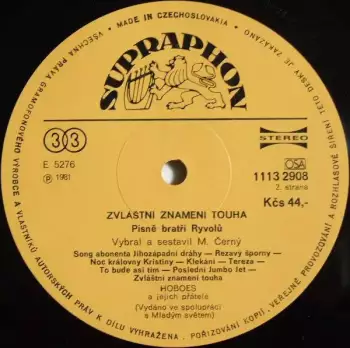 MADE IN CZECHOSLOVAKIA
VŠECHNA PRÁVA GRAMOFONOVÉHO VÝROBCE A VLASTNÍKŮ AUTORSKÝCH PRÁV K DÍLU VYHRAŽENA. POŘIZOVÁNÍ KOPIÍ, VEŘEJNÉ PROVOZOVÁNÍ A ROZHLASOVÉ ŠÍŘENÍ TÉTO DESKY JE ZAKÁZÁNO
SUPRAPHON
33
STEREO
E 5276
OSA
℗ 1981
1113 2908
2. strana
Kčs 44,-
ZVLÁŠTNÍ ZNAMENÍ TOUHA
Písně bratří Ryvolů
Vybral a sestavil M. Černý
Song abonenta Jihozápadní dráhy — Rezavý šporny —
Noc královny Kristiny — Klekání — Tereza —
To bude asi tím — Poslední Jumbo Jet —
Zvláštní znamení touha
HOBOES
a jejich přátelé
(Vydáno ve spolupráci
s Mladým světem)